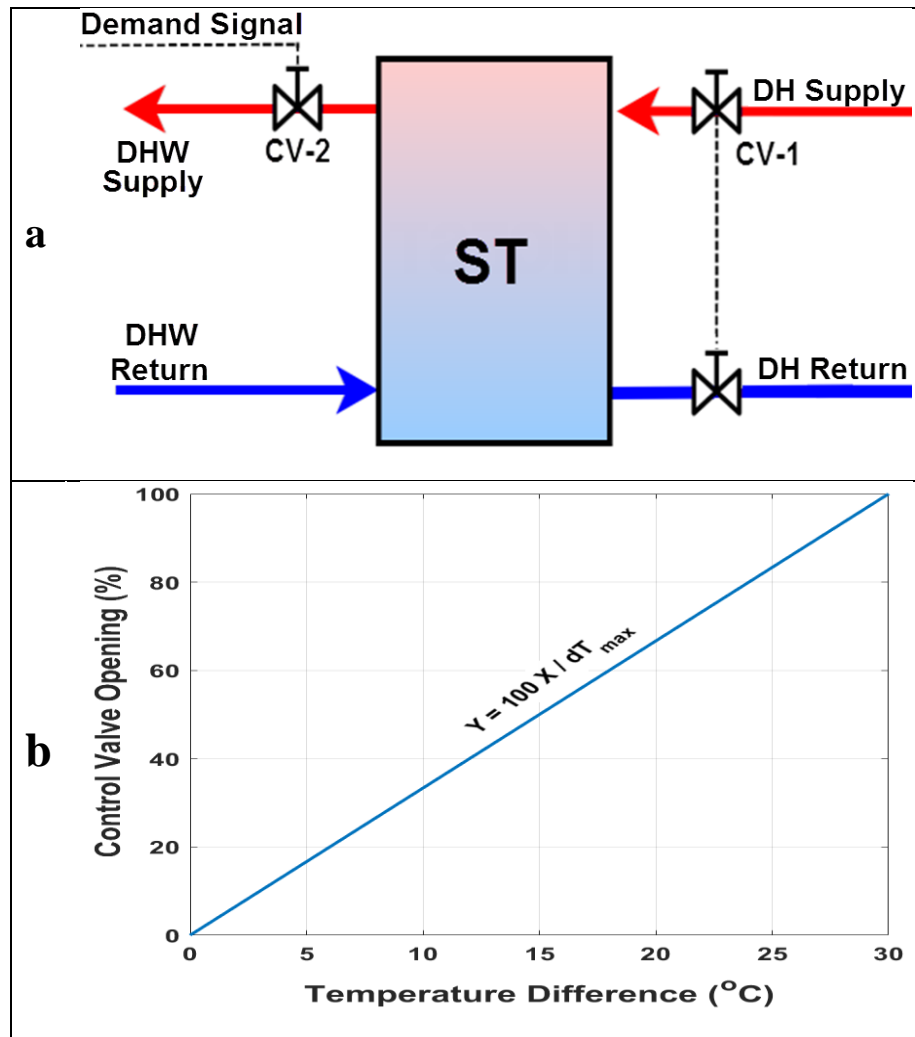 a
Demand Signal
DHW
Supply
CV-2
DH Supply
CV-1
ST
DHW
Return
DH Return
b
Control Valve Opening (%)
100
80
60
40
20
0
Y = 100 X / dT max
0 5 10 15 20 25 30
Temperature Difference (°C)